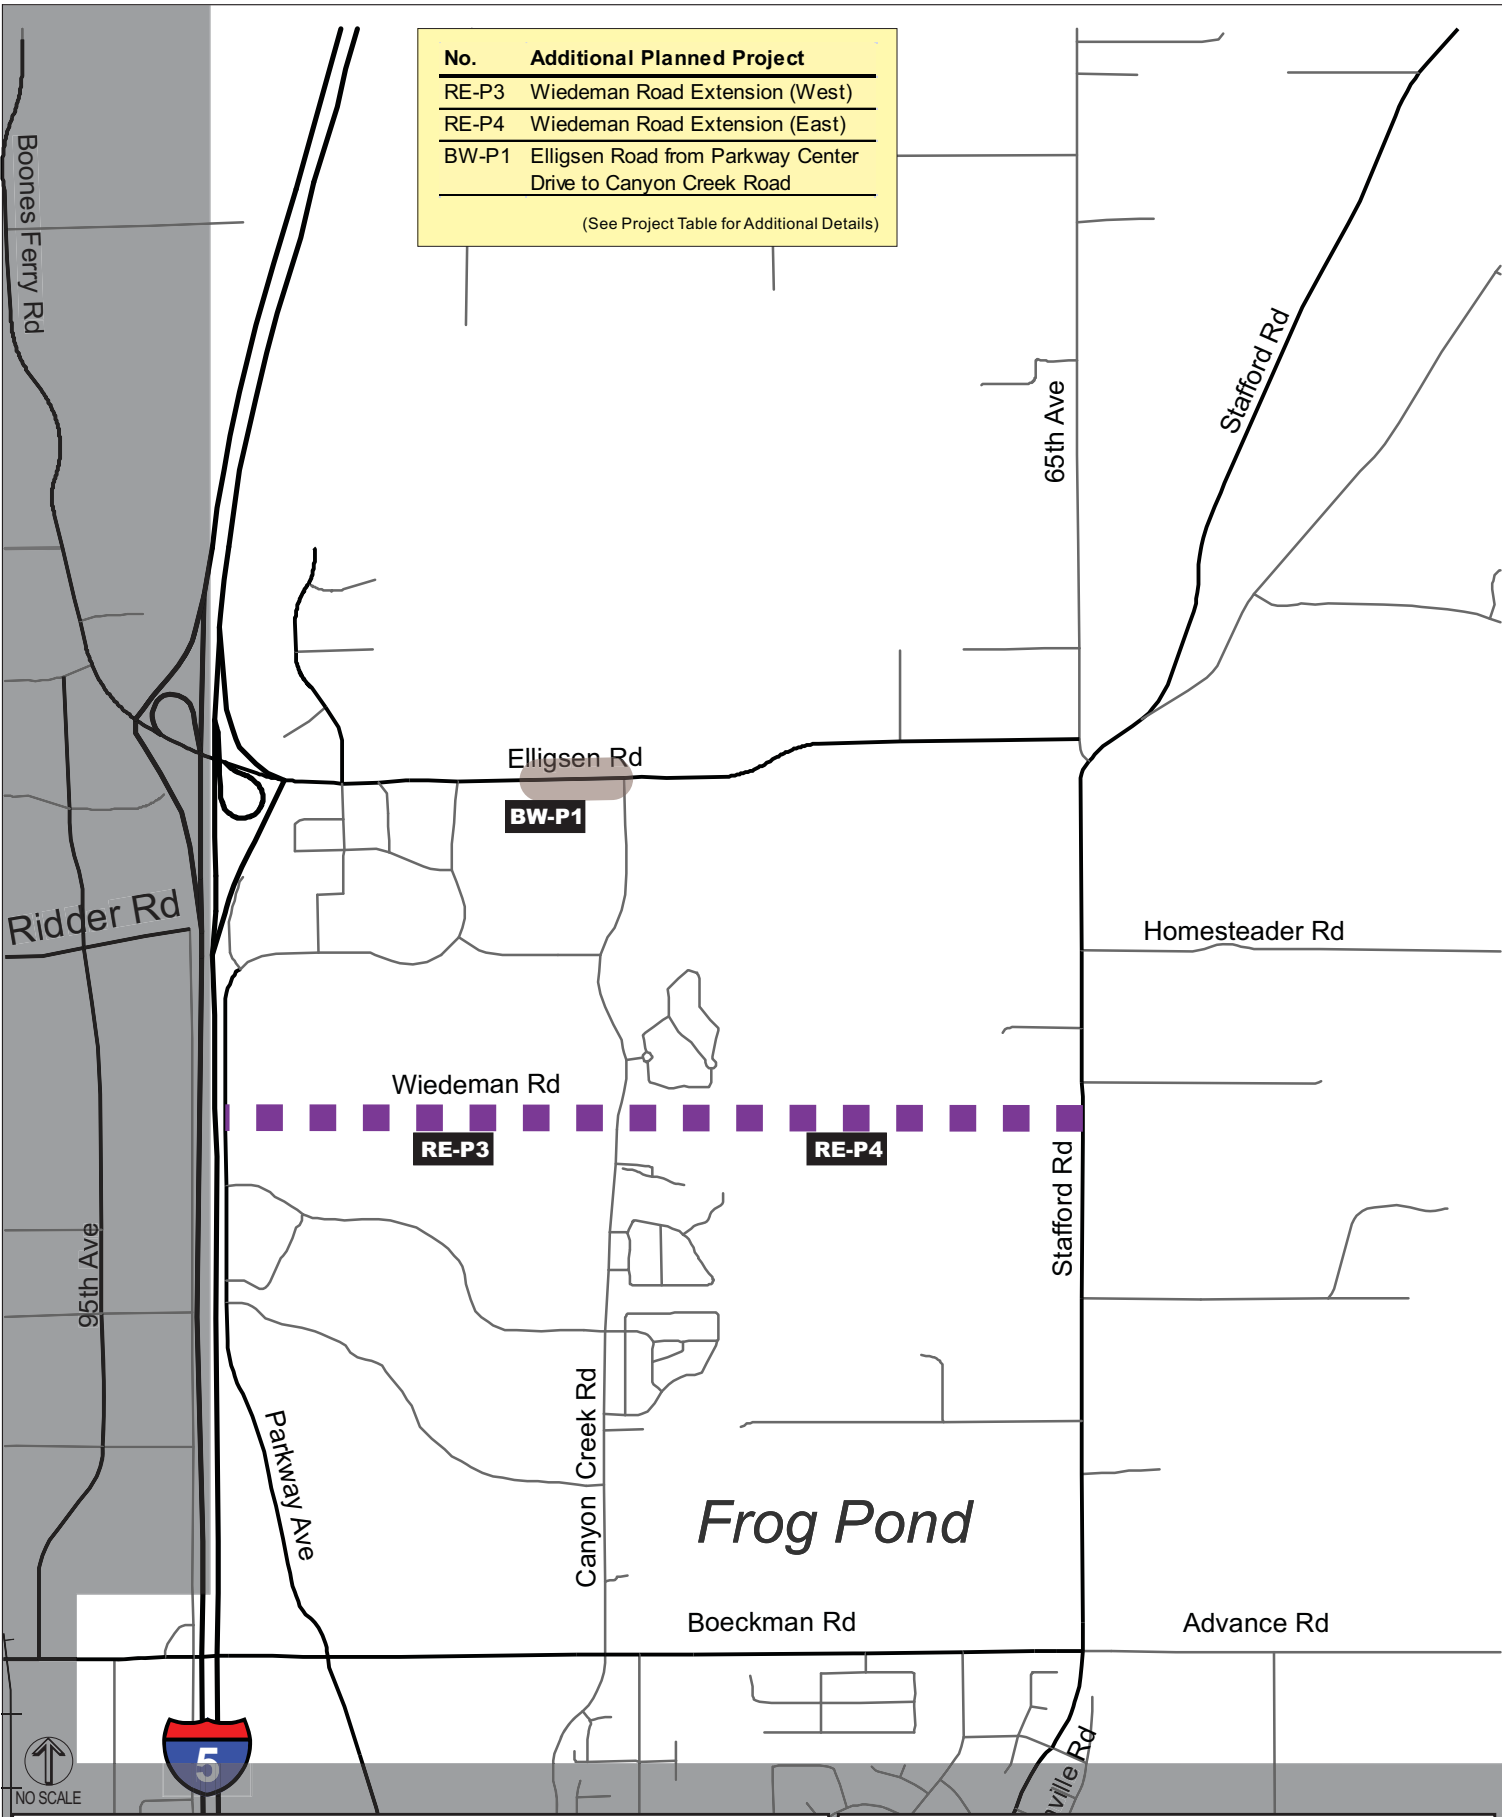 No. Additional Planned Project
RE-P3 Wiedeman Road Extension (West)
RE-P4 Wiedeman Road Extension (East)
BW-P1 Elligsen Road from Parkway Center
Drive to Canyon Creek Road
(See Project Table for Additional Details)
Boones Ferry Rd
Stafford Rd
65th Ave
Elligsen Rd
BW-P1
Ridder Rd
Homesteader Rd
Wiedeman Rd
RE-P3
RE-P4
Stafford Rd
95th Ave
Canyon Creek Rd
Parkway Ave
Frog Pond
Boeckman Rd
Advance Rd
5
NO SCALE
Rd